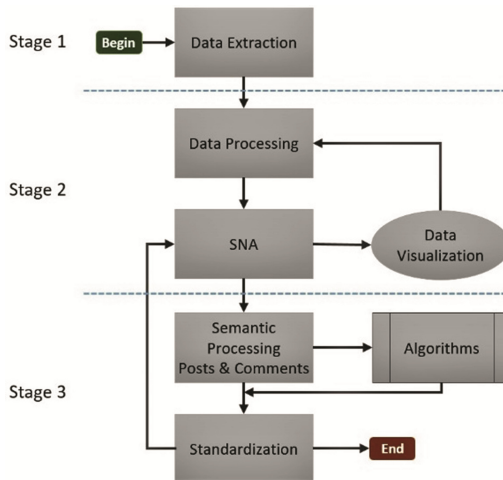 Stage 1
Begin
Data Extraction
Data Processing
Stage 2
SNA
Data
Visualization
Semantic
Processing
Posts & Comments
Algorithms
Stage 3
Standardization
End